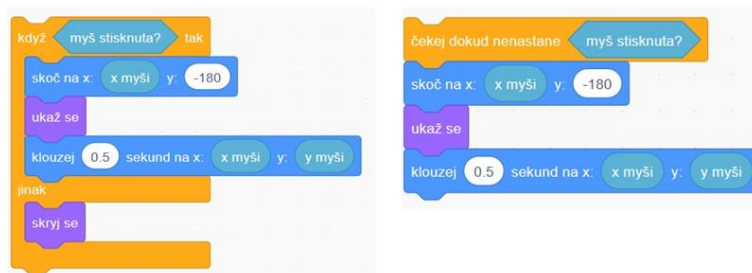 když myš stisknuta? tak
skoč na x: x myši y: -180
ukaž se
klouzej 0.5 sekund na x: x myši y: y myši
jinak
skryj se
čekej dokud nenastane myš stisknuta?
skoč na x: x myši y: -180
ukaž se
klouzej 0.5 sekund na x: x myši y: y myši